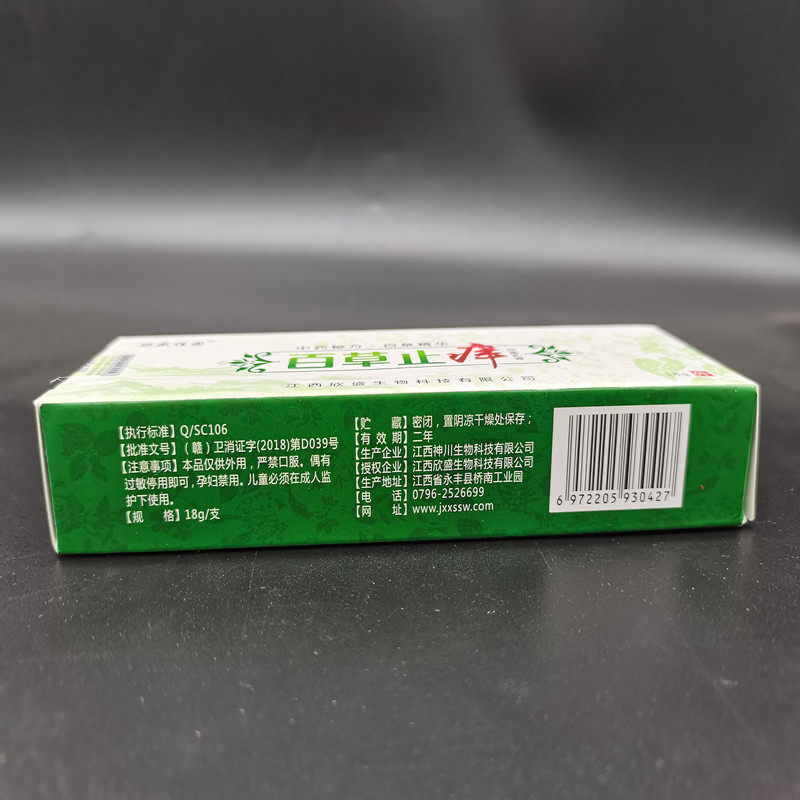 中药秘方·百草精华
百草止痒
江西欣盛生物科技有限公司
【执行标准】Q/SC106
【批准文号】（赣）卫消证字(2018)第D039号
【注意事项】本品仅供外用，严禁口服。偶有
过敏停用即可，孕妇禁用。儿童必须在成人监
护下使用。
【规　　格】18g/支
【贮　　藏】密闭，置阴凉干燥处保存；
【有 效 期】二年
【生产企业】江西神川生物科技有限公司
【授权企业】江西欣盛生物科技有限公司
【生产地址】江西省永丰县桥南工业园
【电　　话】0796-2526699
【网　　址】www.jxxssw.com
6 972205 930427